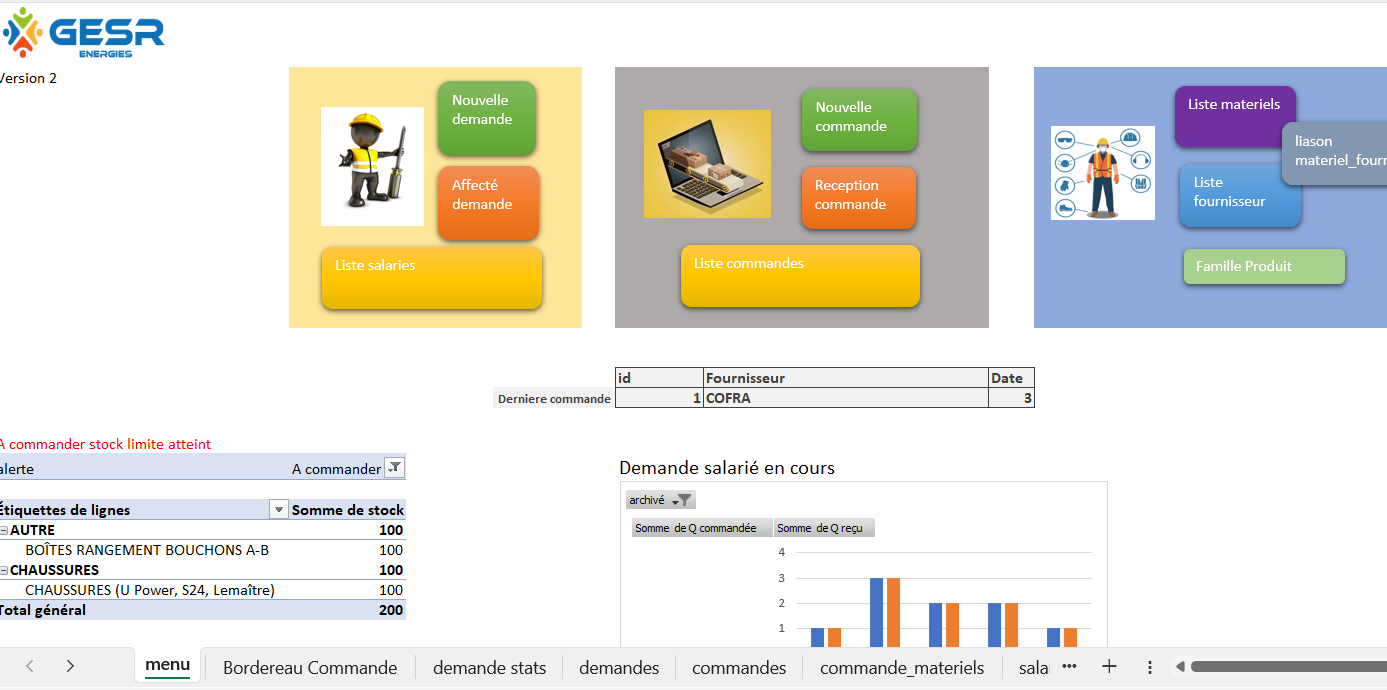 GESR
ENERGIES
Version 2
Nouvelle
demande
Affecté
demande
Liste salaries
Nouvelle
commande
Reception
commande
Liste commandes
Liste materiels
liason
Liste
fournisseur
Famille Produit
id Fournisseur Date
Derniere commande 1 COFRA 3
A commander stock limite atteint
alerte A commander
Étiquettes de lignes Somme de stock
AUTRE 100
BOÎTES RANGEMENT BOUCHONS A-B 100
CHAUSSURES 100
CHAUSSURES (U Power, S24, Lemaître) 100
Total général 200
Demande salarié en cours
archivé
Somme de Q commandée Somme de Q reçu
4
3
2
1
menu Bordereau Commande demande stats demandes commandes commande_materiels